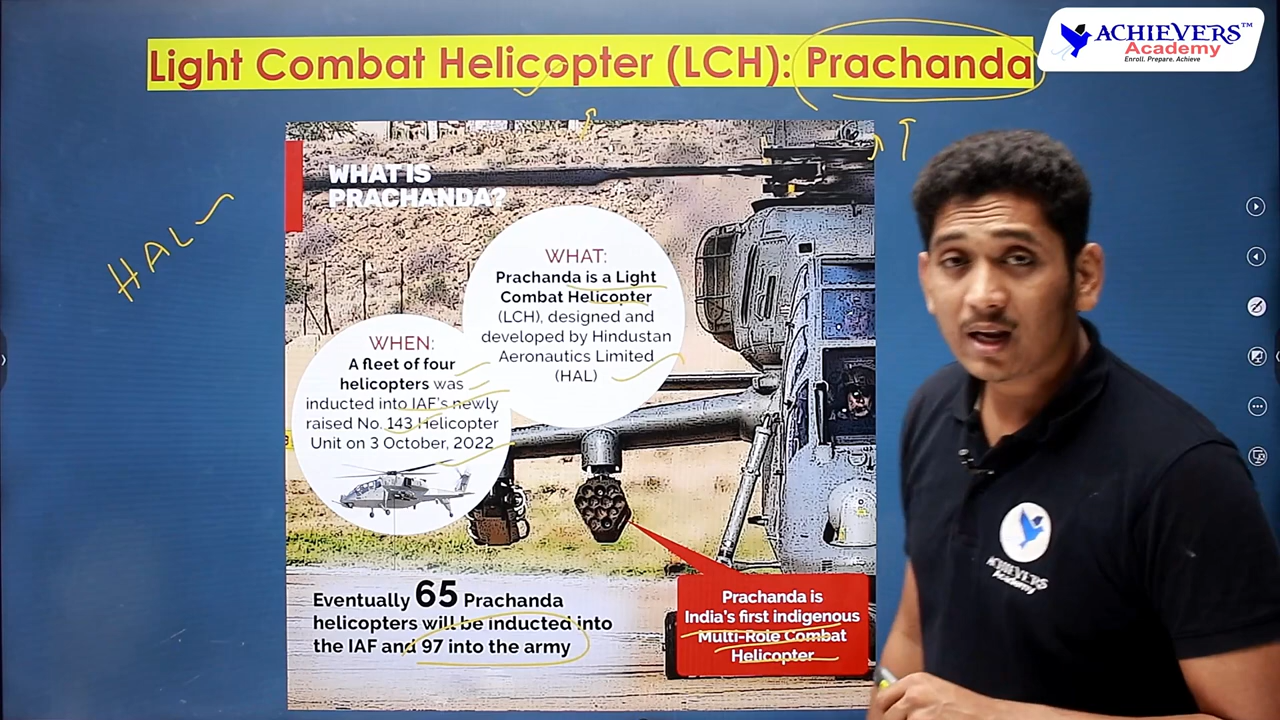 Light Combat Helicopter (LCH): Prachanda
ACHIEVERS™
Academy
Enroll. Prepare. Achieve
WHAT IS
PRACHANDA?
HAL
WHAT:
Prachanda is a Light
Combat Helicopter
(LCH), designed and
developed by Hindustan
Aeronautics Limited
(HAL)
WHEN:
A fleet of four
helicopters was
inducted into IAF's newly
raised No. 143 Helicopter
Unit on 3 October, 2022
Eventually 65 Prachanda
helicopters will be inducted into
the IAF and 97 into the army
Prachanda is
India's first indigenous
Multi-Role Combat
Helicopter
ACHIEVERS
Academy